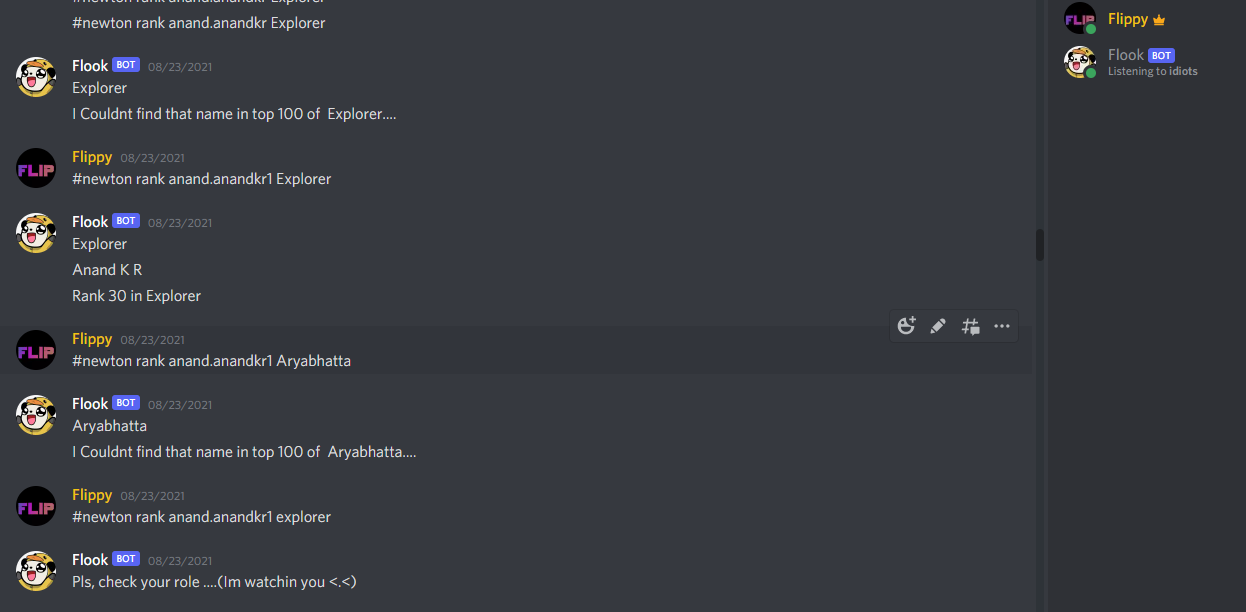 #newton rank anand.anandkr Explorer
FLIP
Flippy
#newton rank anand.anandkr Explorer
Flook BOT 08/23/2021
Flook BOT
Explorer
Listening to idiots
I Couldnt find that name in top 100 of Explorer....
Flippy 08/23/2021
FLIP
#newton rank anand.anandkr1 Explorer
Flook BOT 08/23/2021
Explorer
Anand K R
Rank 30 in Explorer
Flippy 08/23/2021
FLIP
#newton rank anand.anandkr1 Aryabhatta
Flook BOT 08/23/2021
Aryabhatta
I Couldnt find that name in top 100 of Aryabhatta....
Flippy 08/23/2021
FLIP
#newton rank anand.anandkr1 explorer
Flook BOT 08/23/2021
Pls, check your role ....(Im watchin you <.<)